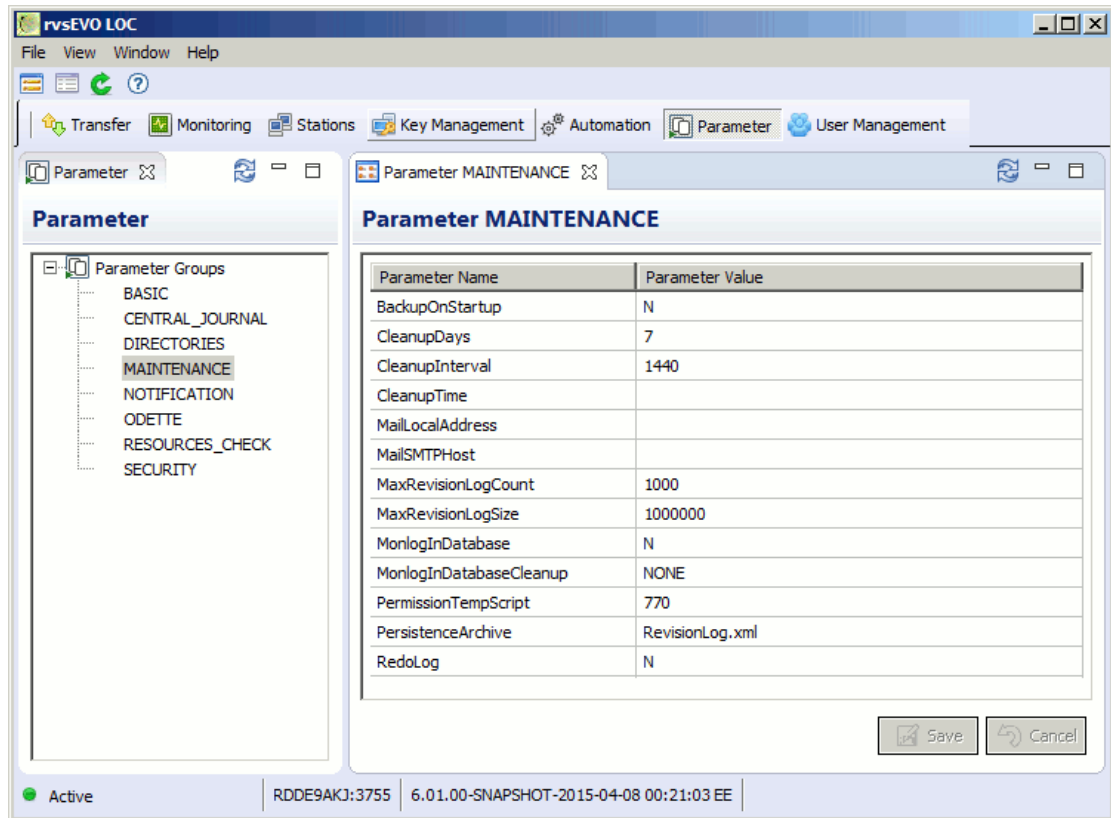 rvsEVO LOC
File View Window Help
Transfer Monitoring Stations Key Management Automation Parameter User Management
Parameter
Parameter
Parameter Groups
BASIC
CENTRAL_JOURNAL
DIRECTORIES
MAINTENANCE
NOTIFICATION
ODETTE
RESOURCES_CHECK
SECURITY
Parameter MAINTENANCE
Parameter MAINTENANCE
Parameter Name Parameter Value
BackupOnStartup N
CleanupDays 7
CleanupInterval 1440
CleanupTime
MailLocalAddress
MailSMTPHost
MaxRevisionLogCount 1000
MaxRevisionLogSize 1000000
MonlogInDatabase N
MonlogInDatabaseCleanup NONE
PermissionTempScript 770
PersistenceArchive RevisionLog.xml
RedoLog N
Save Cancel
Active RDDE9AKJ:3755 6.01.00-SNAPSHOT-2015-04-08 00:21:03 EE